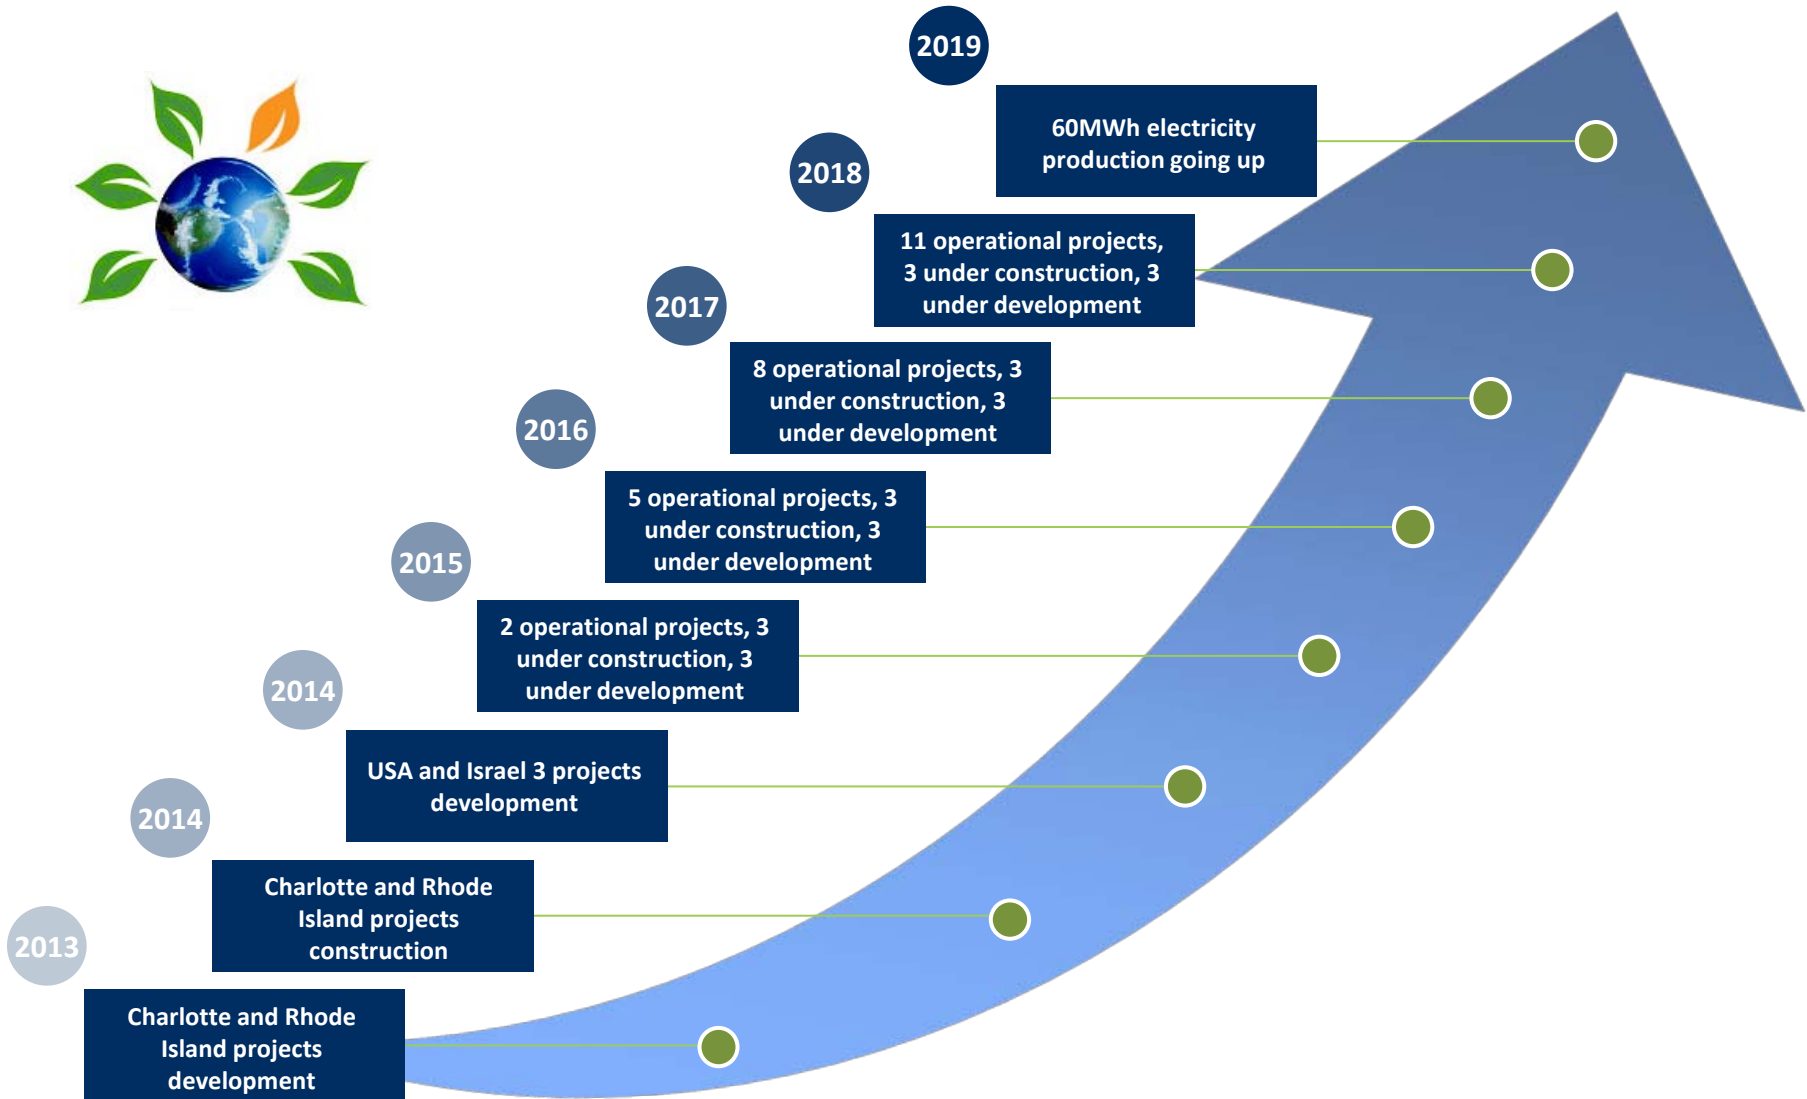 2019
60MWh electricity
production going up
2018
11 operational projects,
3 under construction, 3
under development
2017
8 operational projects, 3
under construction, 3
under development
2016
5 operational projects, 3
under construction, 3
under development
2015
2 operational projects, 3
under construction, 3
under development
2014
USA and Israel 3 projects
development
2014
Charlotte and Rhode
Island projects
construction
2013
Charlotte and Rhode
Island projects
development